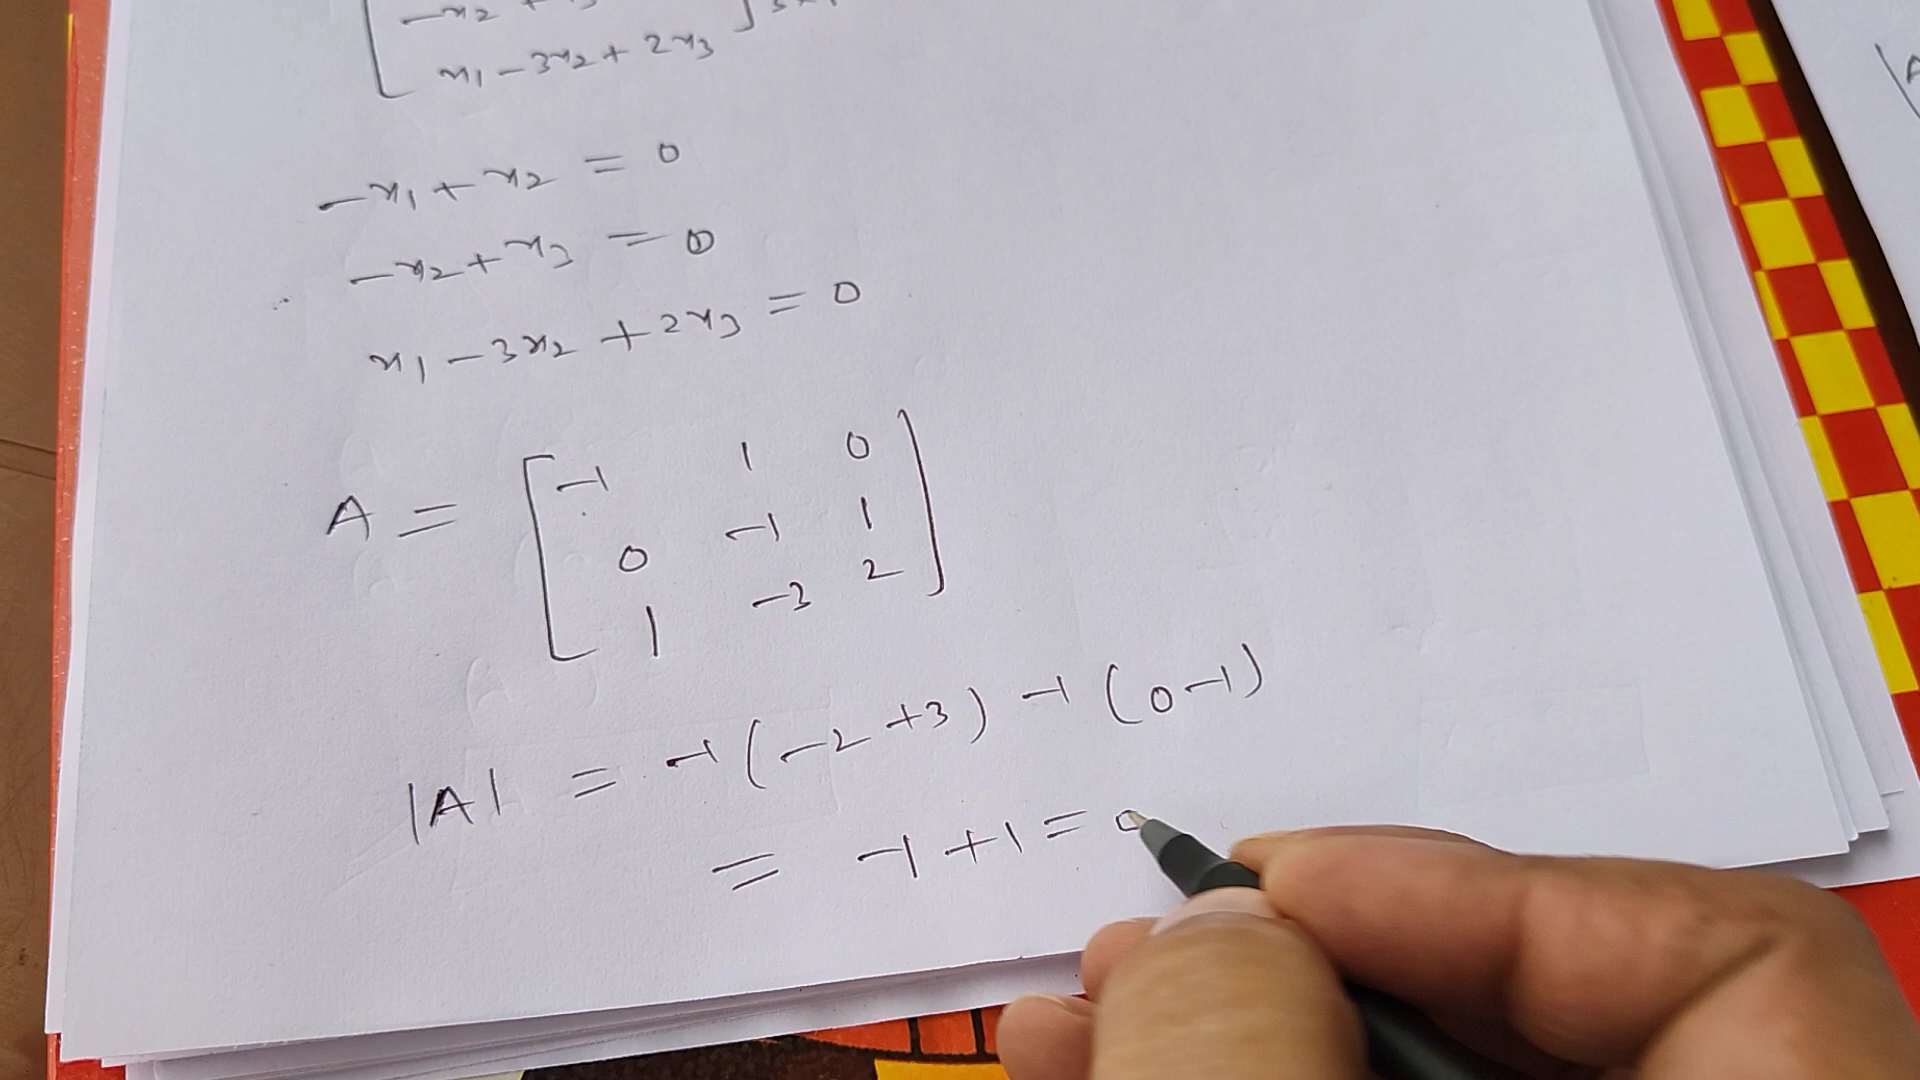 -x2 +
x1 - 3x2 + 2x3
-x1 + x2 = 0
-x2 + x3 = 0
x1 - 3x2 + 2x3 = 0
A = [ -1 1 0
0 -1 1
1 -3 2 ]
|A| = -1 (-2 + 3) -1 (0 - 1)
= -1 + 1 = 0